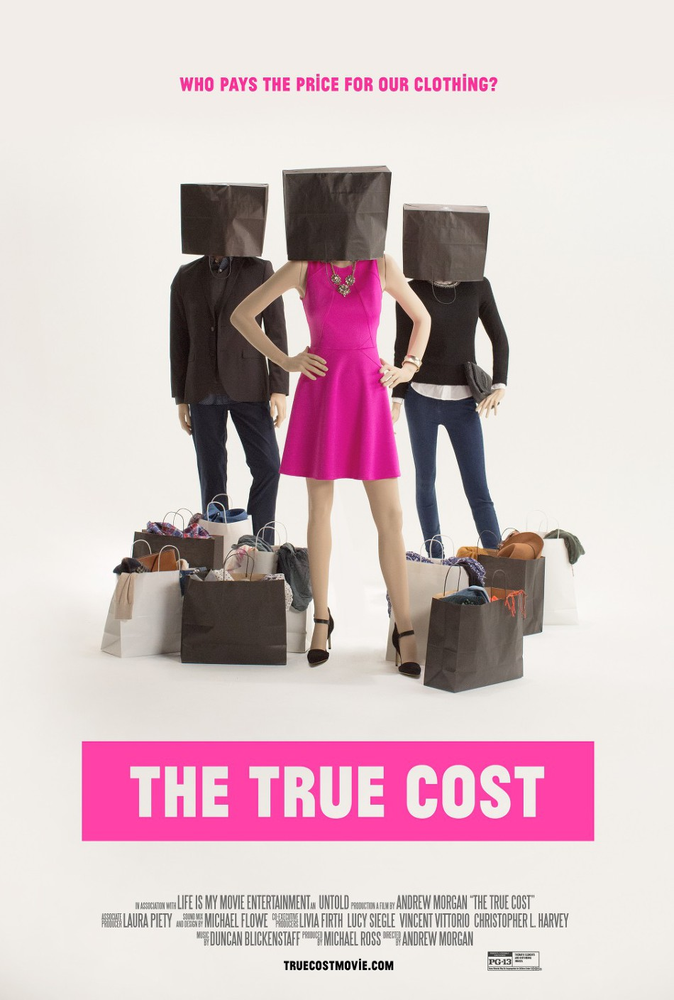 WHO PAYS THE PRiCE FOR OUR CLOTHiNG?
THE TRUE COST
IN ASSOCIATION WITH LIFE IS MY MOVIE ENTERTAINMENT AN UNTOLD PRODUCTION A FILM BY ANDREW MORGAN "THE TRUE COST"
ASSOCIATE PRODUCER LAURA PIETY SOUND MIX AND DESIGN BY MICHAEL FLOWE CO-EXECUTIVE PRODUCERS LIVIA FIRTH LUCY SIEGLE VINCENT VITTORIO CHRISTOPHER L. HARVEY
MUSIC BY DUNCAN BLICKENSTAFF PRODUCED BY MICHAEL ROSS DIRECTED BY ANDREW MORGAN
TRUECOSTMOViE.COM
PG-13